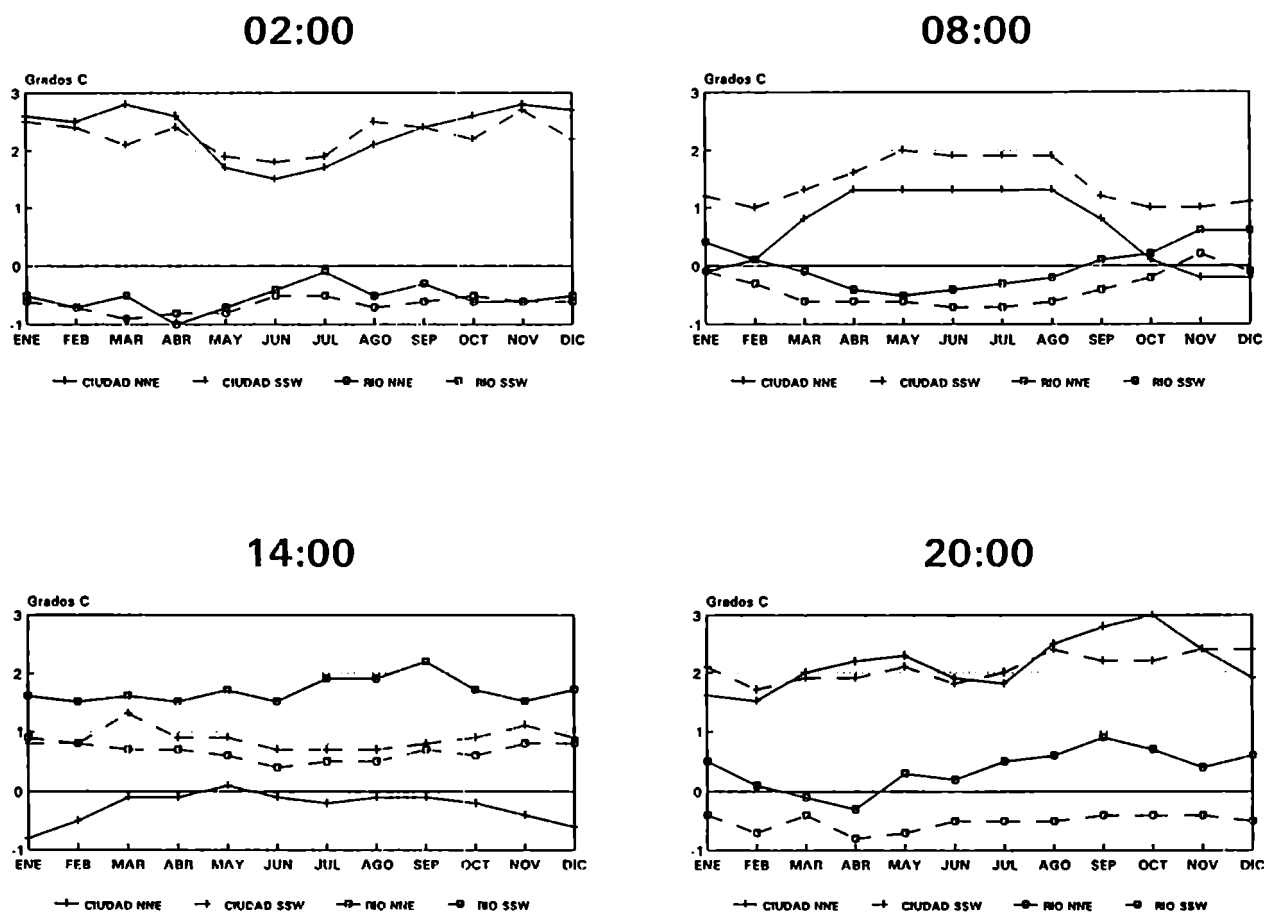 02:00
Grados C
3
2
1
0
-1
ENE FEB MAR ABR MAY JUN JUL AGO SEP OCT NOV DIC
CIUDAD NNE CIUDAD SSW RIO NNE RIO SSW
08:00
3
2
1
0
-1
ENE FEB MAR ABR MAY JUN JUL AGO SEP OCT NOV DIC
CIUDAD NNE CIUDAD SSW RIO NNE RIO SSW
14:00
Grados C
3
2
1
0
-1
ENE FEB MAR ABR MAY JUN JUL AGO SEP OCT NOV DIC
CIUDAD NNE CIUDAD SSW RIO NNE RIO SSW
20:00
Grados C
3
2
1
0
-1
ENE FEB MAR ABR MAY JUN JUL AGO SEP OCT NOV DIC
CIUDAD NNE CIUDAD SSW RIO NNE RIO SSW